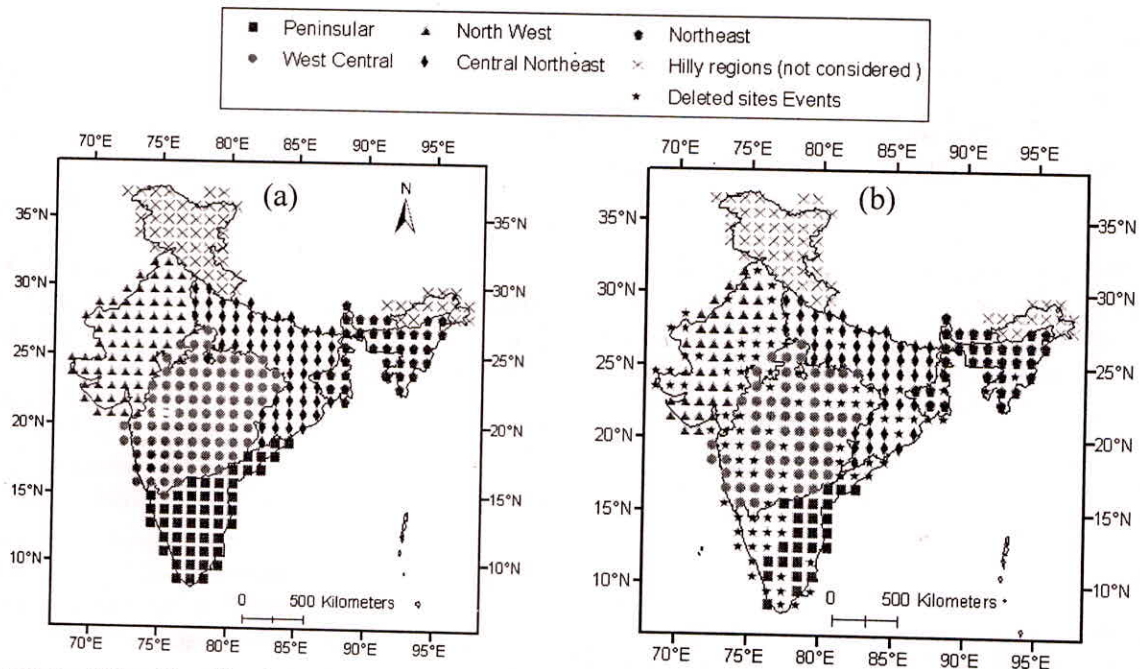 Peninsular North West Northeast
West Central Central Northeast Hilly regions (not considered )
Deleted sites Events
70°E 75°E 80°E 85°E 90°E 95°E
(a)
N
35°N 35°N
30°N 30°N
25°N 25°N
20°N 20°N
15°N 15°N
10°N 10°N
0 500 Kilometers
70°E 75°E 80°E 85°E 90°E 95°E
70°E 75°E 80°E 85°E 90°E 95°E
(b)
35°N 35°N
30°N 30°N
25°N 25°N
20°N 20°N
15°N 15°N
10°N 10°N
0 500 Kilometers
70°E 75°E 80°E 85°E 90°E 95°E